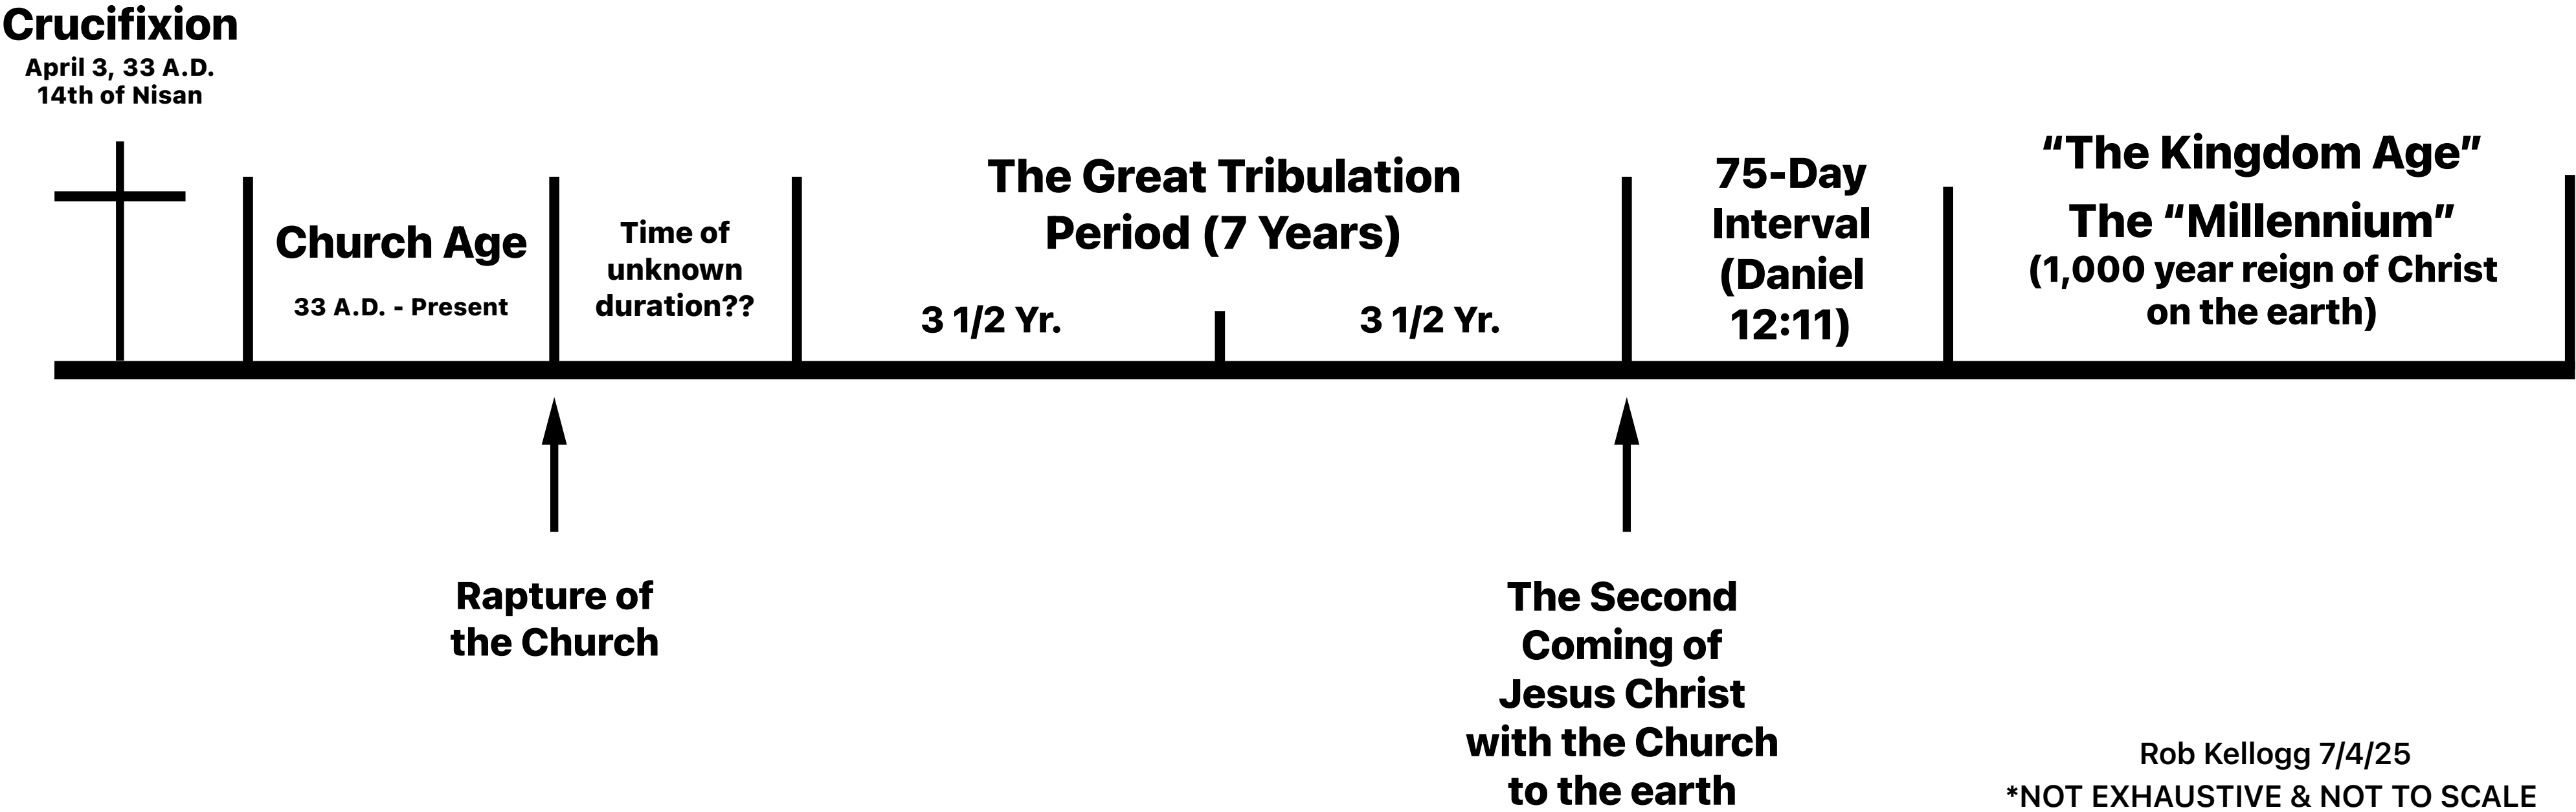 Crucifixion
April 3, 33 A.D.
14th of Nisan
Church Age
33 A.D. - Present
Time of
unknown
duration??
The Great Tribulation
Period (7 Years)
3 1/2 Yr.
3 1/2 Yr.
75-Day
Interval
(Daniel
12:11)
“The Kingdom Age”
The “Millennium”
(1,000 year reign of Christ
on the earth)
Rapture of
the Church
The Second
Coming of
Jesus Christ
with the Church
to the earth
Rob Kellogg 7/4/25
*NOT EXHAUSTIVE & NOT TO SCALE